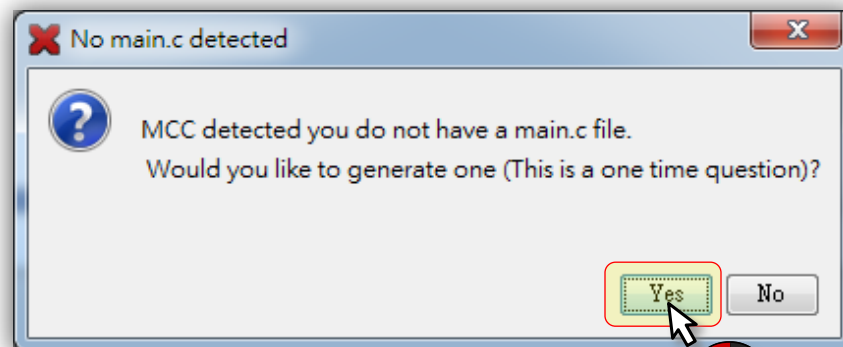 No main.c detected
MCC detected you do not have a main.c file.
Would you like to generate one (This is a one time question)?
Yes No